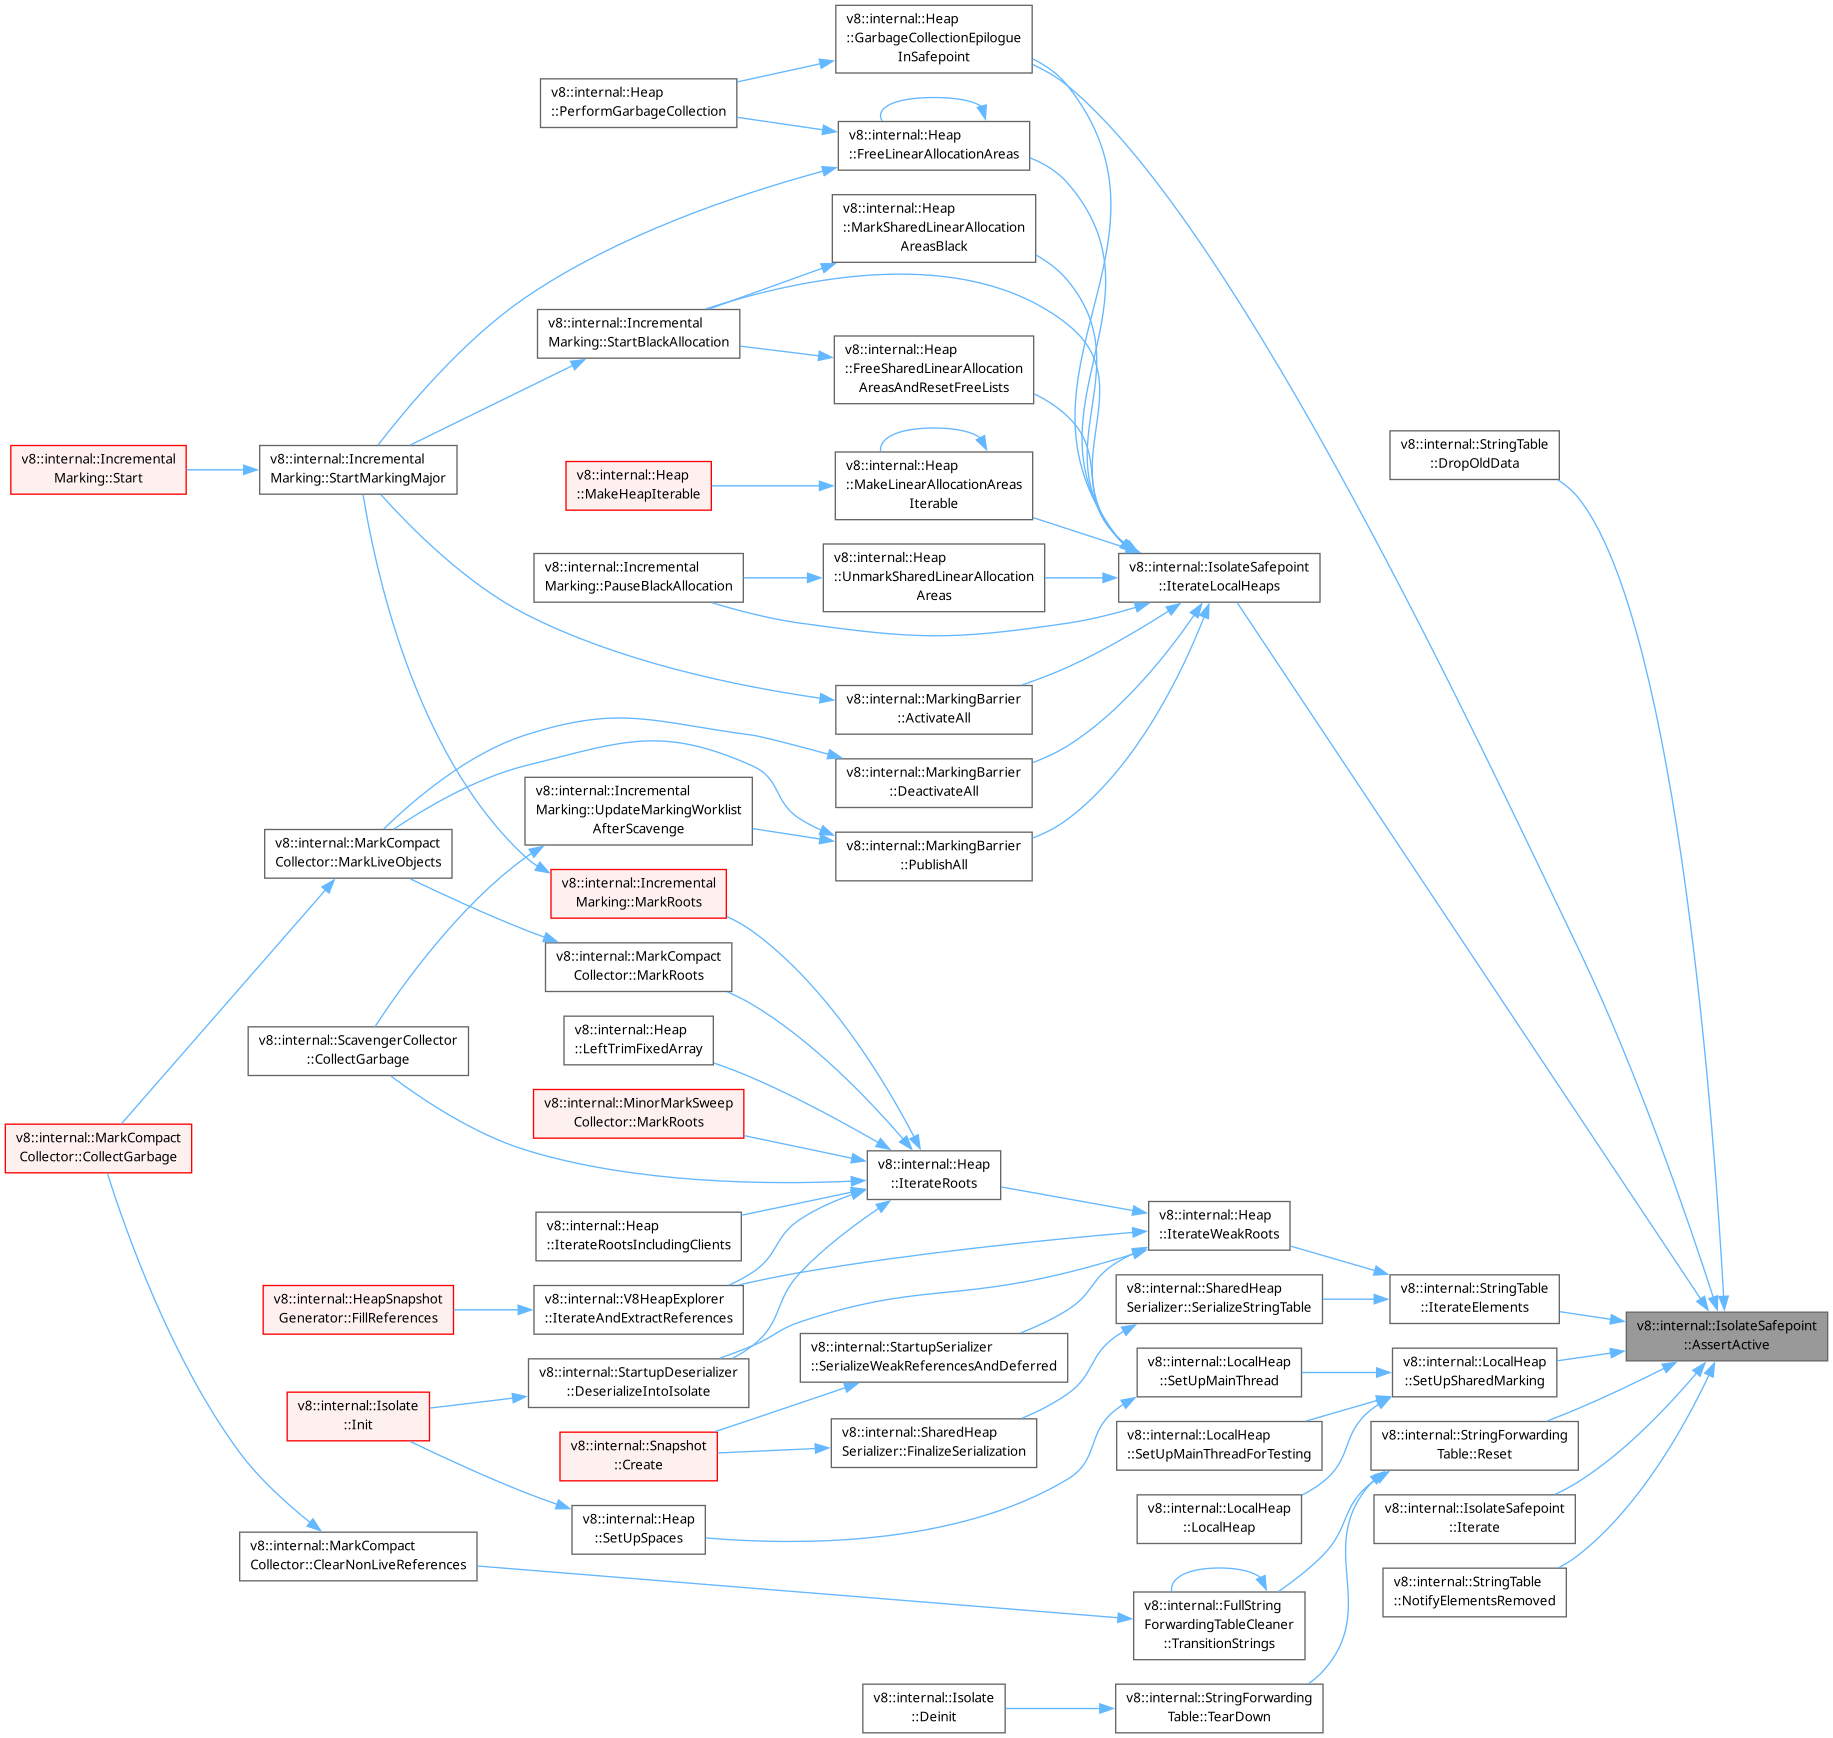 v8::internal::Heap
::GarbageCollectionEpilogue
InSafepoint
v8::internal::Heap
::PerformGarbageCollection
v8::internal::Heap
::FreeLinearAllocationAreas
v8::internal::Heap
::MarkSharedLinearAllocation
AreasBlack
v8::internal::Incremental
Marking::StartBlackAllocation
v8::internal::Heap
::FreeSharedLinearAllocation
AreasAndResetFreeLists
v8::internal::Incremental
Marking::Start
v8::internal::Incremental
Marking::StartMarkingMajor
v8::internal::Heap
::MakeHeapIterable
v8::internal::Heap
::MakeLinearAllocationAreas
Iterable
v8::internal::StringTable
::DropOldData
v8::internal::Incremental
Marking::PauseBlackAllocation
v8::internal::Heap
::UnmarkSharedLinearAllocation
Areas
v8::internal::IsolateSafepoint
::IterateLocalHeaps
v8::internal::MarkingBarrier
::ActivateAll
v8::internal::MarkingBarrier
::DeactivateAll
v8::internal::Incremental
Marking::UpdateMarkingWorklist
AfterScavenge
v8::internal::MarkCompact
Collector::MarkLiveObjects
v8::internal::MarkingBarrier
::PublishAll
v8::internal::Incremental
Marking::MarkRoots
v8::internal::MarkCompact
Collector::MarkRoots
v8::internal::ScavengerCollector
::CollectGarbage
v8::internal::Heap
::LeftTrimFixedArray
v8::internal::MinorMarkSweep
Collector::MarkRoots
v8::internal::MarkCompact
Collector::CollectGarbage
v8::internal::Heap
::IterateRoots
v8::internal::Heap
::IterateRootsIncludingClients
v8::internal::Heap
::IterateWeakRoots
v8::internal::HeapSnapshot
Generator::FillReferences
v8::internal::V8HeapExplorer
::IterateAndExtractReferences
v8::internal::SharedHeap
Serializer::SerializeStringTable
v8::internal::StringTable
::IterateElements
v8::internal::IsolateSafepoint
::AssertActive
v8::internal::StartupSerializer
::SerializeWeakReferencesAndDeferred
v8::internal::StartupDeserializer
::DeserializeIntoIsolate
v8::internal::LocalHeap
::SetUpMainThread
v8::internal::LocalHeap
::SetUpSharedMarking
v8::internal::Isolate
::Init
v8::internal::Snapshot
::Create
v8::internal::SharedHeap
Serializer::FinalizeSerialization
v8::internal::LocalHeap
::SetUpMainThreadForTesting
v8::internal::StringForwarding
Table::Reset
v8::internal::Heap
::SetUpSpaces
v8::internal::LocalHeap
::LocalHeap
v8::internal::IsolateSafepoint
::Iterate
v8::internal::MarkCompact
Collector::ClearNonLiveReferences
v8::internal::StringTable
::NotifyElementsRemoved
v8::internal::FullString
ForwardingTableCleaner
::TransitionStrings
v8::internal::Isolate
::Deinit
v8::internal::StringForwarding
Table::TearDown